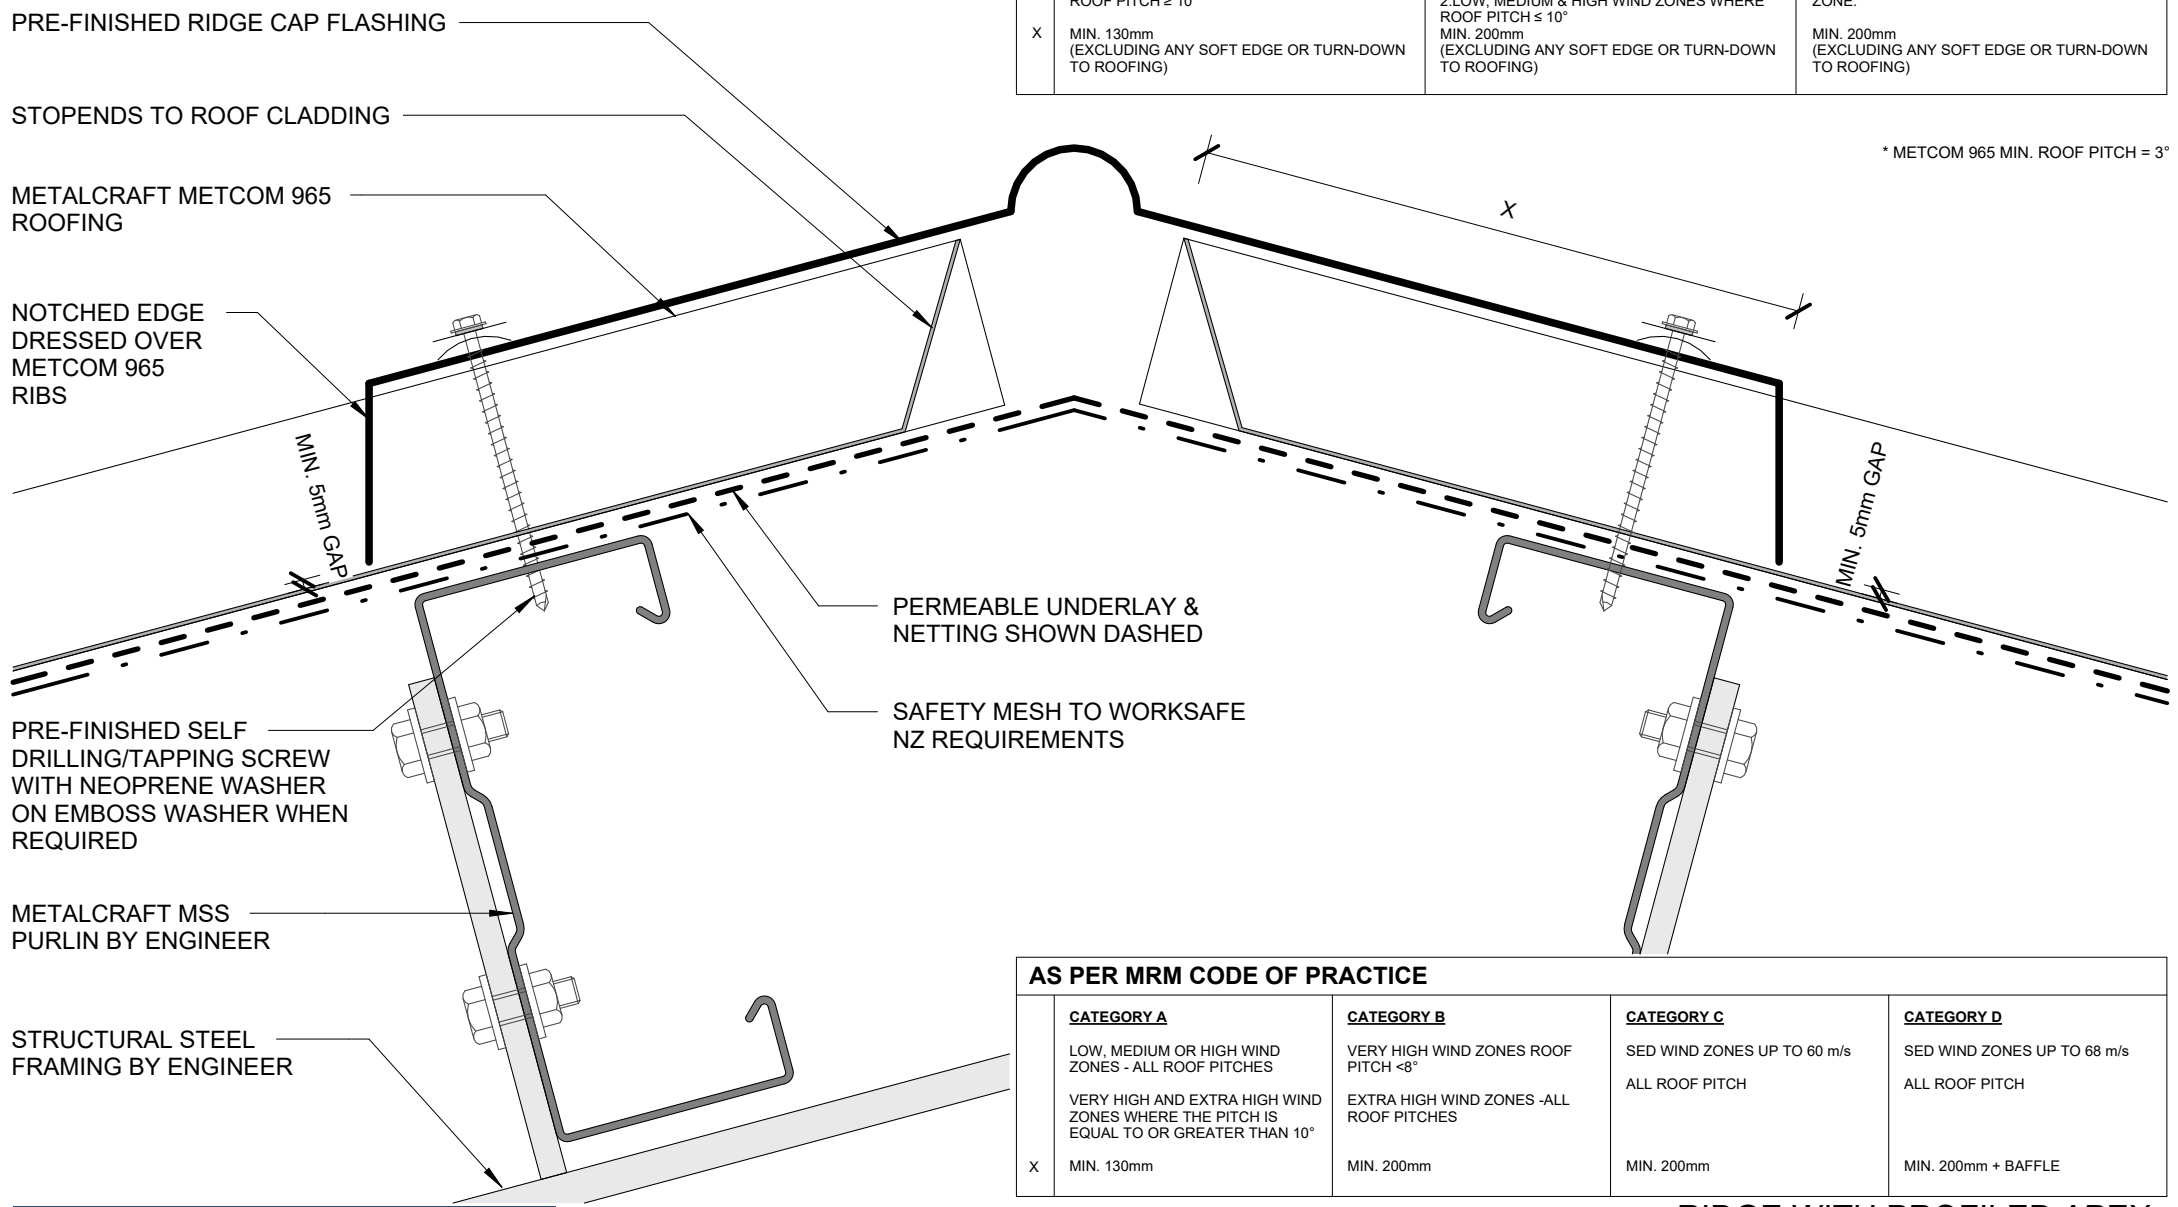 ROOF PITCH ≥ 10°
2.LOW, MEDIUM & HIGH WIND ZONES WHERE
ROOF PITCH ≤ 10°
ZONE.
X
MIN. 130mm
(EXCLUDING ANY SOFT EDGE OR TURN-DOWN
TO ROOFING)
MIN. 200mm
(EXCLUDING ANY SOFT EDGE OR TURN-DOWN
TO ROOFING)
MIN. 200mm
(EXCLUDING ANY SOFT EDGE OR TURN-DOWN
TO ROOFING)
* METCOM 965 MIN. ROOF PITCH = 3°
PRE-FINISHED RIDGE CAP FLASHING
STOPENDS TO ROOF CLADDING
METALCRAFT METCOM 965
ROOFING
NOTCHED EDGE
DRESSED OVER
METCOM 965
RIBS
X
MIN. 5mm GAP
MIN. 5mm GAP
PERMEABLE UNDERLAY &
NETTING SHOWN DASHED
SAFETY MESH TO WORKSAFE
NZ REQUIREMENTS
PRE-FINISHED SELF
DRILLING/TAPPING SCREW
WITH NEOPRENE WASHER
ON EMBOSS WASHER WHEN
REQUIRED
METALCRAFT MSS
PURLIN BY ENGINEER
STRUCTURAL STEEL
FRAMING BY ENGINEER
AS PER MRM CODE OF PRACTICE
CATEGORY A
LOW, MEDIUM OR HIGH WIND
ZONES - ALL ROOF PITCHES
VERY HIGH AND EXTRA HIGH WIND
ZONES WHERE THE PITCH IS
EQUAL TO OR GREATER THAN 10°
CATEGORY B
VERY HIGH WIND ZONES ROOF
PITCH <8°
EXTRA HIGH WIND ZONES -ALL
ROOF PITCHES
CATEGORY C
SED WIND ZONES UP TO 60 m/s
ALL ROOF PITCH
CATEGORY D
SED WIND ZONES UP TO 68 m/s
ALL ROOF PITCH
X
MIN. 130mm
MIN. 200mm
MIN. 200mm
MIN. 200mm + BAFFLE
RIDGE WITH PROFILED APEX